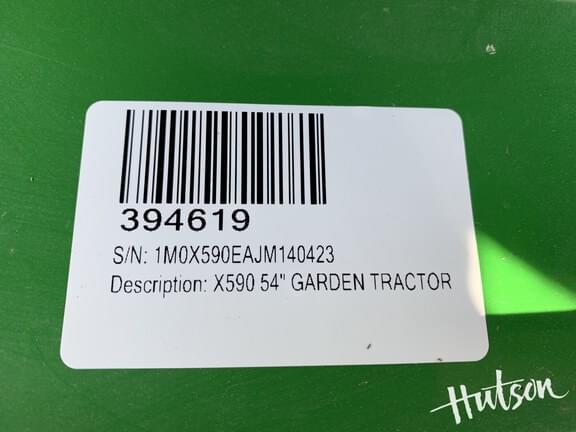 394619
S/N: 1M0X590EAJM140423
Description: X590 54" GARDEN TRACTOR
Hutson